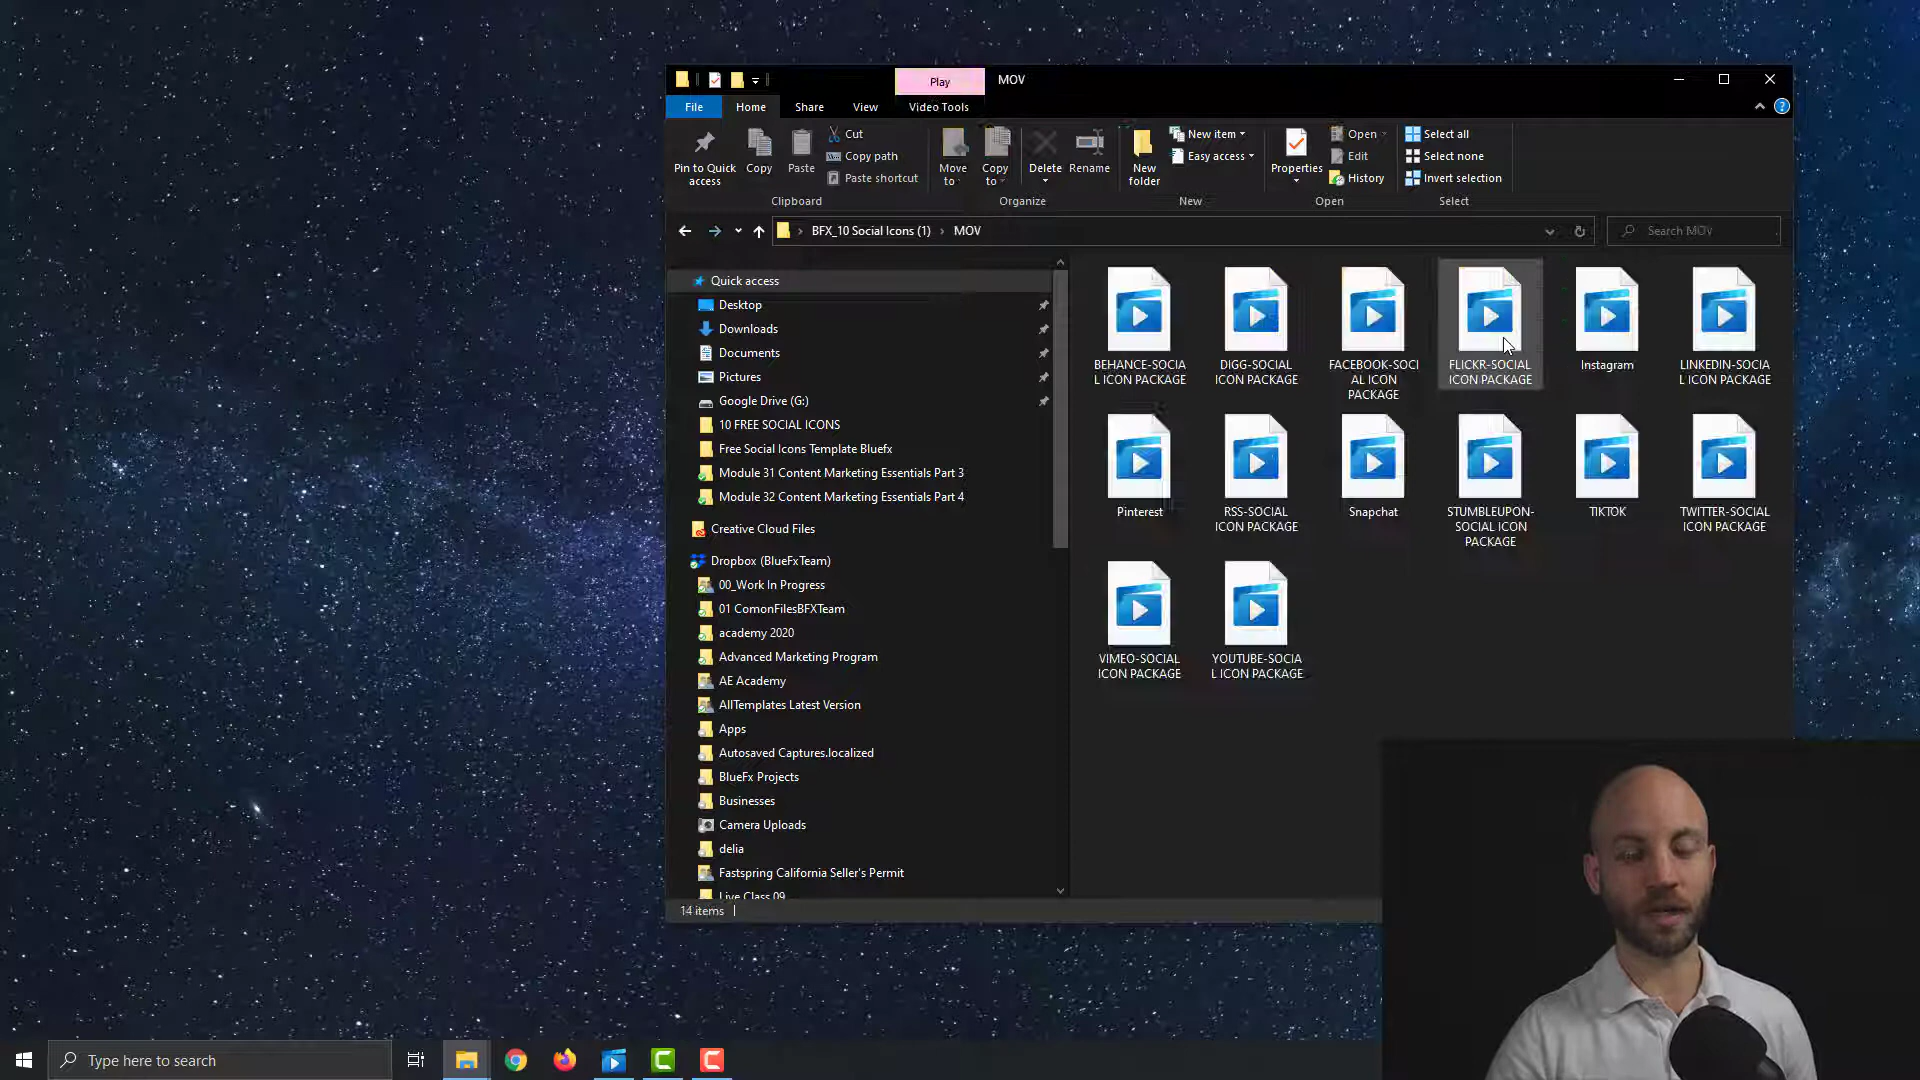 Play
MOV
File
Home
Share
View
Video Tools
Pin to Quick
access
Copy
Paste
Cut
Copy path
Paste shortcut
Clipboard
Move
to
Copy
to
Delete
Rename
Organize
New
folder
New item
Easy access
New
Properties
Open
Edit
History
Open
Select all
Select none
Invert selection
Select
BFX_10 Social Icons (1) › MOV
Search MOV
Quick access
Desktop
Downloads
Documents
Pictures
Google Drive (G:)
10 FREE SOCIAL ICONS
Free Social Icons Template Bluefx
Module 31 Content Marketing Essentials Part 3
Module 32 Content Marketing Essentials Part 4
Creative Cloud Files
Dropbox (BlueFxTeam)
00_Work In Progress
01 ComonFilesBFXTeam
academy 2020
Advanced Marketing Program
AE Academy
AllTemplates Latest Version
Apps
Autosaved Captures.localized
BlueFx Projects
Businesses
Camera Uploads
delia
Fastspring California Seller's Permit
Live Class 09
BEHANCE-SOCIA
L ICON PACKAGE
DIGG-SOCIAL
ICON PACKAGE
FACEBOOK-SOCI
AL ICON
PACKAGE
FLICKR-SOCIAL
ICON PACKAGE
Instagram
LINKEDIN-SOCIA
L ICON PACKAGE
Pinterest
RSS-SOCIAL
ICON PACKAGE
Snapchat
STUMBLEUPON-
SOCIAL ICON
PACKAGE
TIKTOK
TWITTER-SOCIAL
ICON PACKAGE
VIMEO-SOCIAL
ICON PACKAGE
YOUTUBE-SOCIA
L ICON PACKAGE
14 items
Type here to search